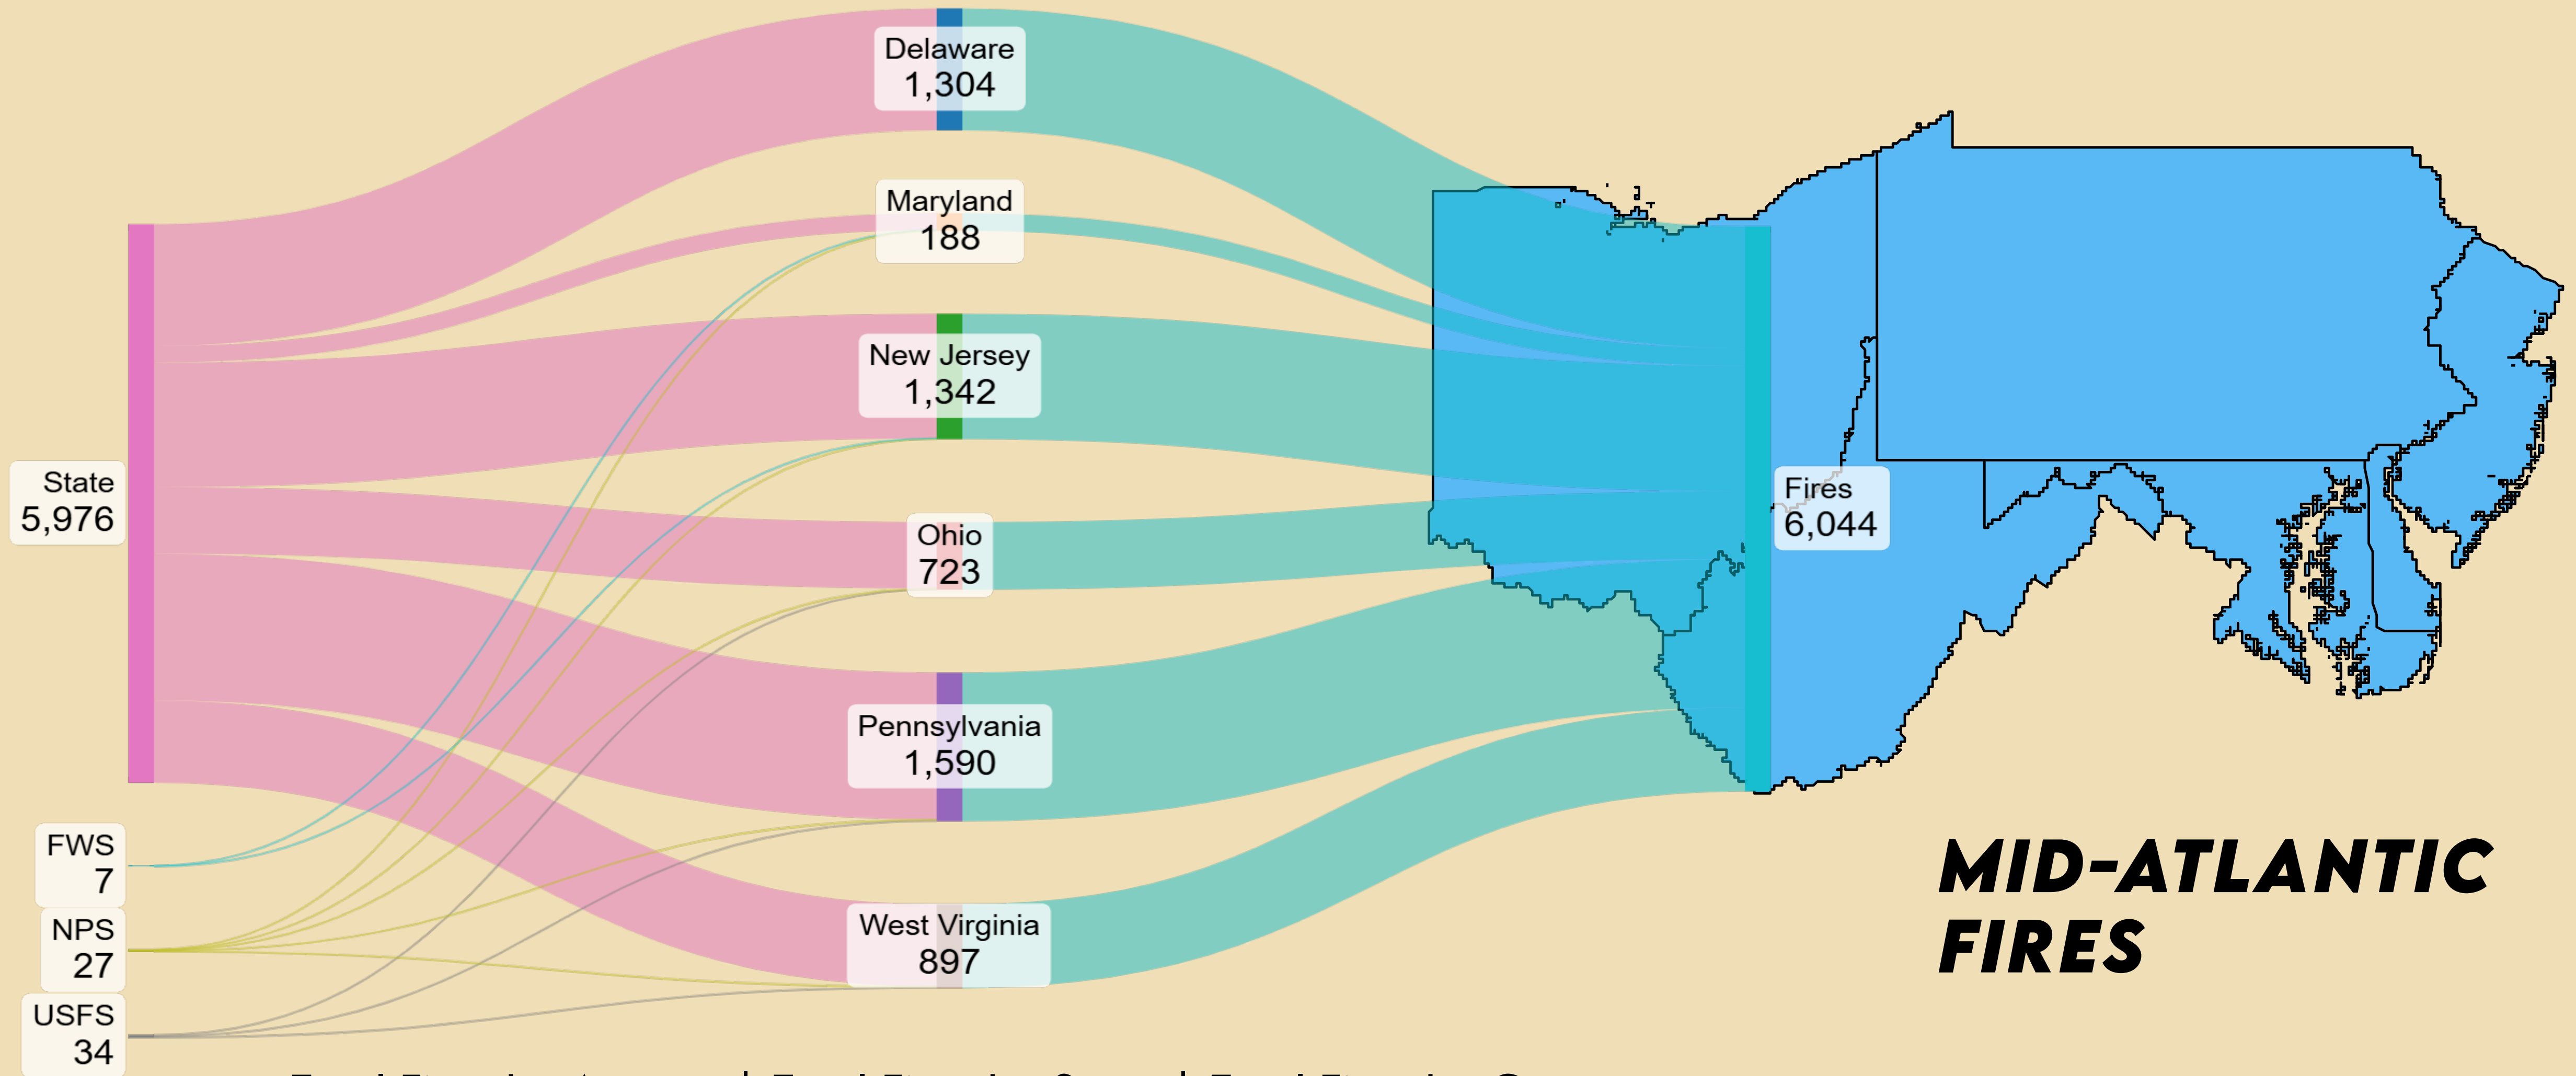 Delaware
1,304
Maryland
188
New Jersey
1,342
State
5,976
Ohio
723
Fires
6,044
Pennsylvania
1,590
FWS
7
West Virginia
897
NPS
27
USFS
34
MID-ATLANTIC
FIRES